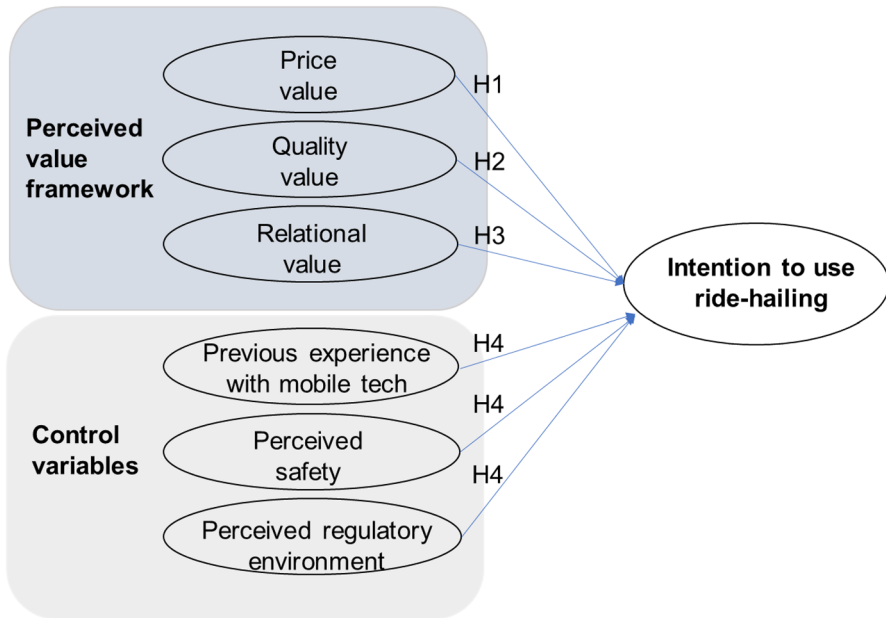 Perceived
value
framework
Price
value
H1
Quality
value
H2
Relational
value
H3
Intention to use
ride-hailing
Control
variables
Previous experience
with mobile tech
H4
Perceived
safety
H4
Perceived regulatory
environment
H4